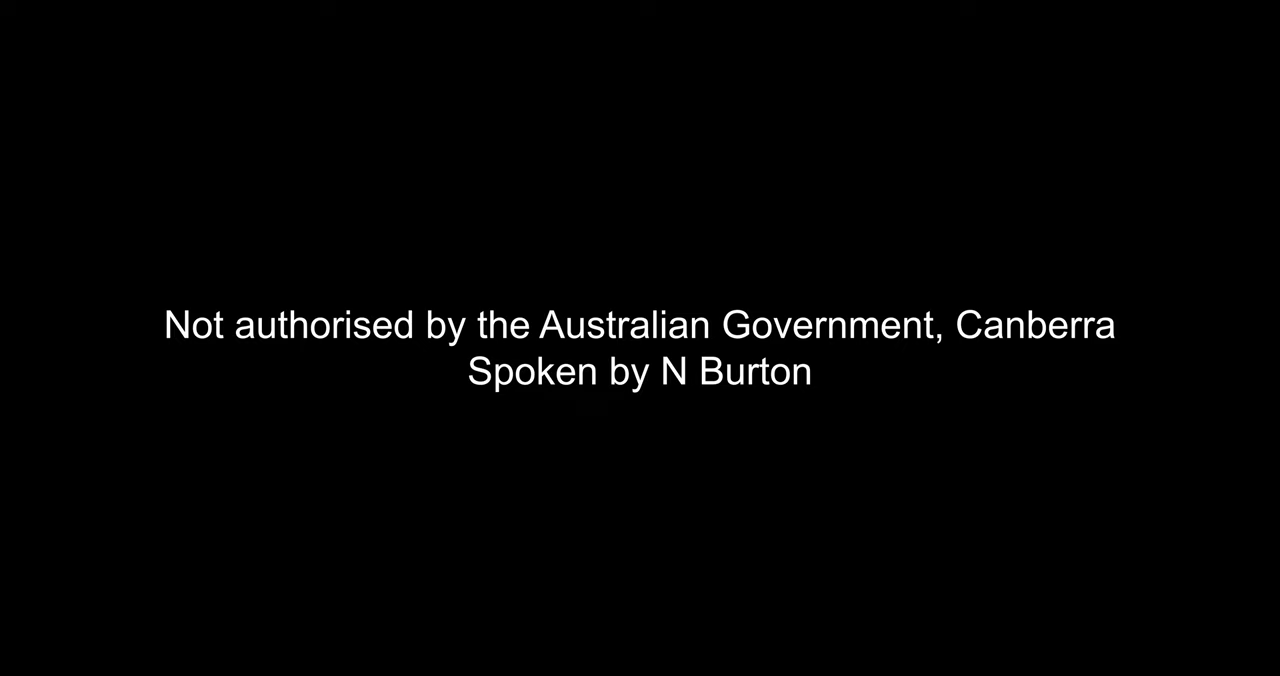 Not authorised by the Australian Government, Canberra
Spoken by N Burton